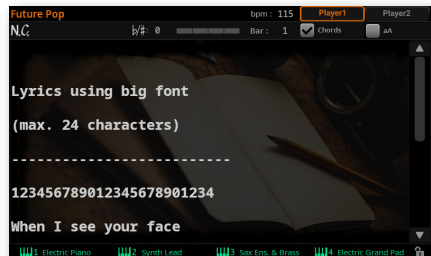 Future Pop bpm: 115 Player1 Player2
N.C. b/#: 0 Bar: 1 Chords aA
Lyrics using big font
(max. 24 characters)
--------------------------
123456789012345678901234
When I see your face
1 Electric Piano 2 Synth Lead 3 Sax Ens. & Brass 4 Electric Grand Pad